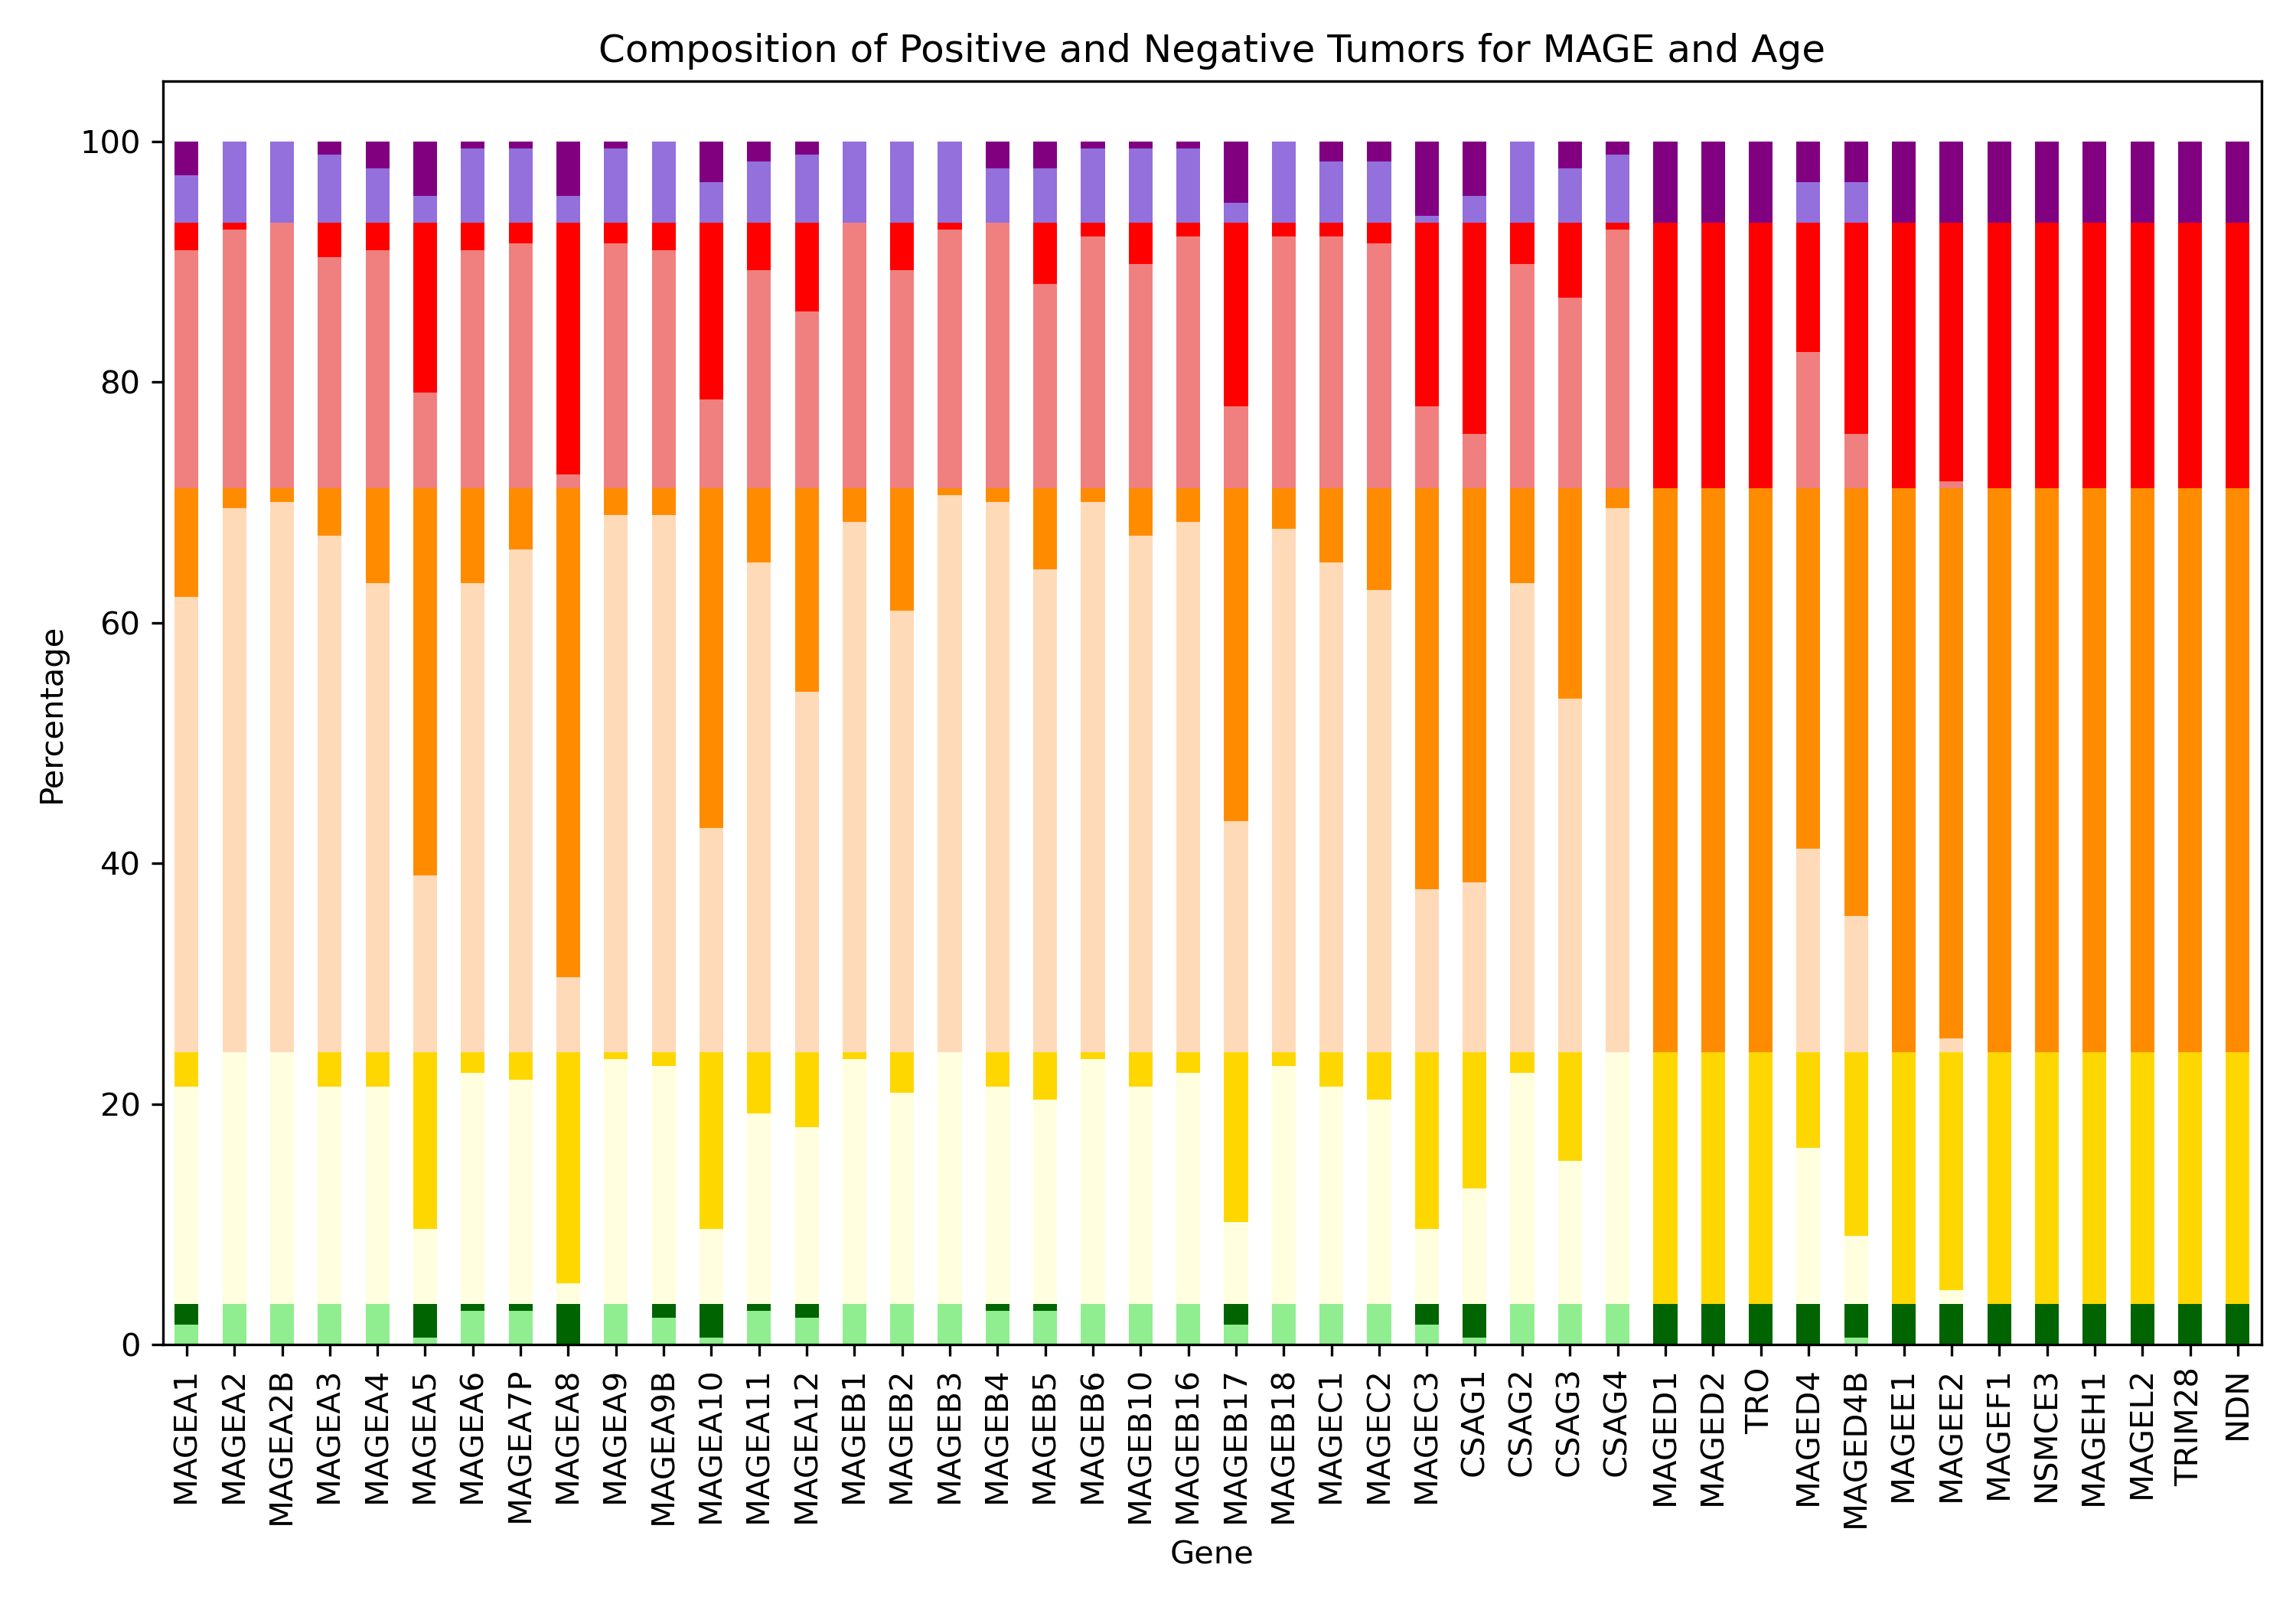 Composition of Positive and Negative Tumors for MAGE and Age
Percentage
100
80
60
40
20
0
MAGEA1
MAGEA2
MAGEA2B
MAGEA3
MAGEA4
MAGEA5
MAGEA6
MAGEA7P
MAGEA8
MAGEA9
MAGEA9B
MAGEA10
MAGEA11
MAGEA12
MAGEB1
MAGEB2
MAGEB3
MAGEB4
MAGEB5
MAGEB6
MAGEB10
MAGEB16
MAGEB17
MAGEB18
MAGEC1
MAGEC2
MAGEC3
CSAG1
CSAG2
CSAG3
CSAG4
MAGED1
MAGED2
TRO
MAGED4
MAGED4B
MAGEE1
MAGEE2
MAGEF1
NSMCE3
MAGEH1
MAGEL2
TRIM28
NDN
Gene